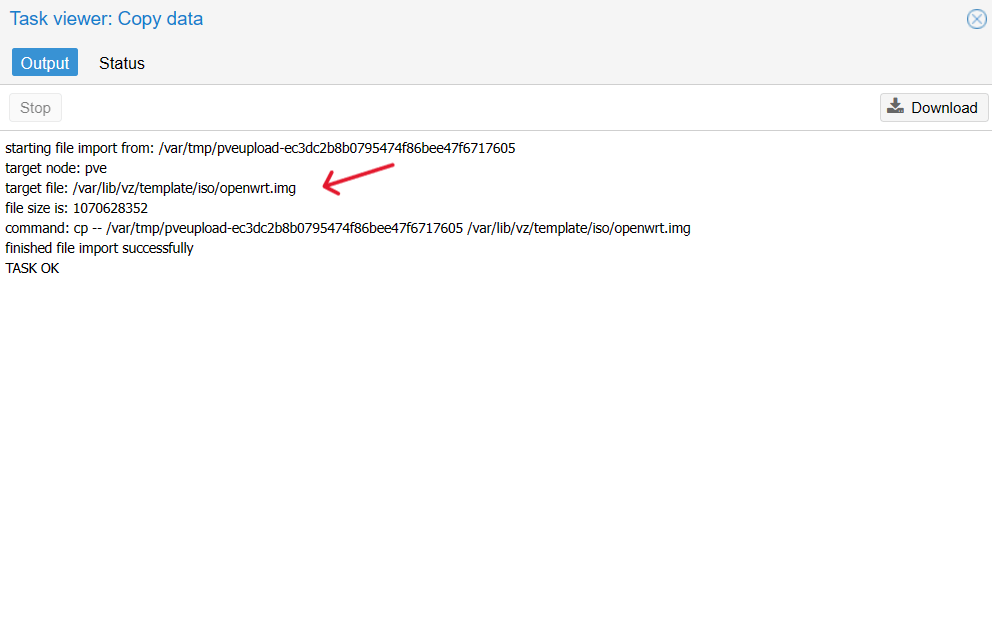 Task viewer: Copy data
Output Status
Stop Download
starting file import from: /var/tmp/pveupload-ec3dc2b8b0795474f86bee47f6717605
target node: pve
target file: /var/lib/vz/template/iso/openwrt.img
file size is: 1070628352
command: cp -- /var/tmp/pveupload-ec3dc2b8b0795474f86bee47f6717605 /var/lib/vz/template/iso/openwrt.img
finished file import successfully
TASK OK